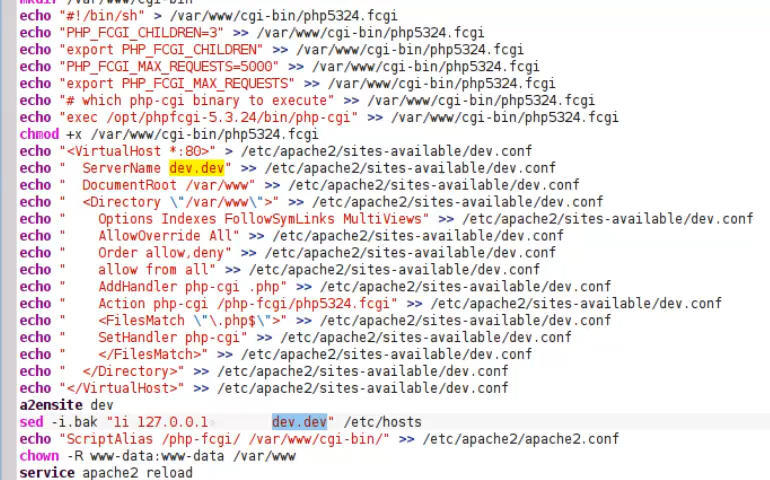 mkdir /var/www/cgi-bin
echo "#!/bin/sh" > /var/www/cgi-bin/php5324.fcgi
echo "PHP_FCGI_CHILDREN=3" >> /var/www/cgi-bin/php5324.fcgi
echo "export PHP_FCGI_CHILDREN" >> /var/www/cgi-bin/php5324.fcgi
echo "PHP_FCGI_MAX_REQUESTS=5000" >> /var/www/cgi-bin/php5324.fcgi
echo "export PHP_FCGI_MAX_REQUESTS" >> /var/www/cgi-bin/php5324.fcgi
echo "# which php-cgi binary to execute" >> /var/www/cgi-bin/php5324.fcgi
echo "exec /opt/phpfcgi-5.3.24/bin/php-cgi" >> /var/www/cgi-bin/php5324.fcgi
chmod +x /var/www/cgi-bin/php5324.fcgi
echo "<VirtualHost *:80>" > /etc/apache2/sites-available/dev.conf
echo "  ServerName dev.dev" >> /etc/apache2/sites-available/dev.conf
echo "  DocumentRoot /var/www" >> /etc/apache2/sites-available/dev.conf
echo "  <Directory \"/var/www\">" >> /etc/apache2/sites-available/dev.conf
echo "    Options Indexes FollowSymLinks MultiViews" >> /etc/apache2/sites-available/dev.conf
echo "    AllowOverride All" >> /etc/apache2/sites-available/dev.conf
echo "    Order allow,deny" >> /etc/apache2/sites-available/dev.conf
echo "    allow from all" >> /etc/apache2/sites-available/dev.conf
echo "    AddHandler php-cgi .php" >> /etc/apache2/sites-available/dev.conf
echo "    Action php-cgi /php-fcgi/php5324.fcgi" >> /etc/apache2/sites-available/dev.conf
echo "    <FilesMatch \"\.php$\">" >> /etc/apache2/sites-available/dev.conf
echo "    SetHandler php-cgi" >> /etc/apache2/sites-available/dev.conf
echo "    </FilesMatch>" >> /etc/apache2/sites-available/dev.conf
echo "  </Directory>" >> /etc/apache2/sites-available/dev.conf
echo "</VirtualHost>" >> /etc/apache2/sites-available/dev.conf
a2ensite dev
sed -i.bak "1i 127.0.0.1        dev.dev" /etc/hosts
echo "ScriptAlias /php-fcgi/ /var/www/cgi-bin/" >> /etc/apache2/apache2.conf
chown -R www-data:www-data /var/www
service apache2 reload